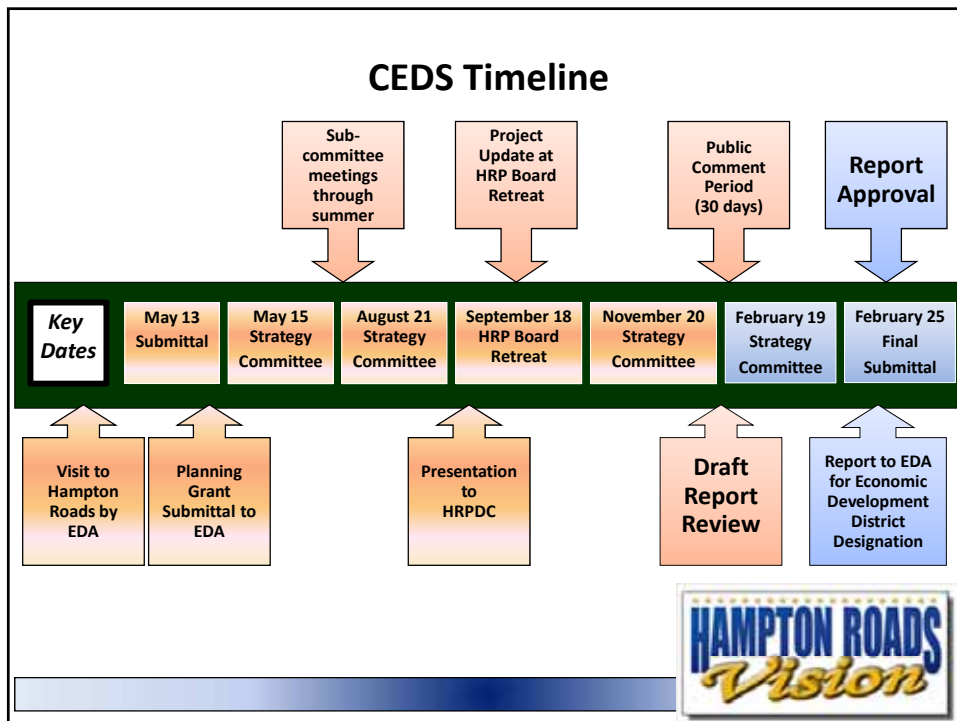 CEDS Timeline
Sub-
committee
meetings
through
summer
Project
Update at
HRP Board
Retreat
Public
Comment
Period
(30 days)
Report
Approval
Key
Dates
May 13
Submittal
May 15
Strategy
Committee
August 21
Strategy
Committee
September 18
HRP Board
Retreat
November 20
Strategy
Committee
February 19
Strategy
Committee
February 25
Final
Submittal
Visit to
Hampton
Roads by
EDA
Planning
Grant
Submittal to
EDA
Presentation
to
HRPDC
Draft
Report
Review
Report to EDA
for Economic
Development
District
Designation
HAMPTON ROADS
Vision